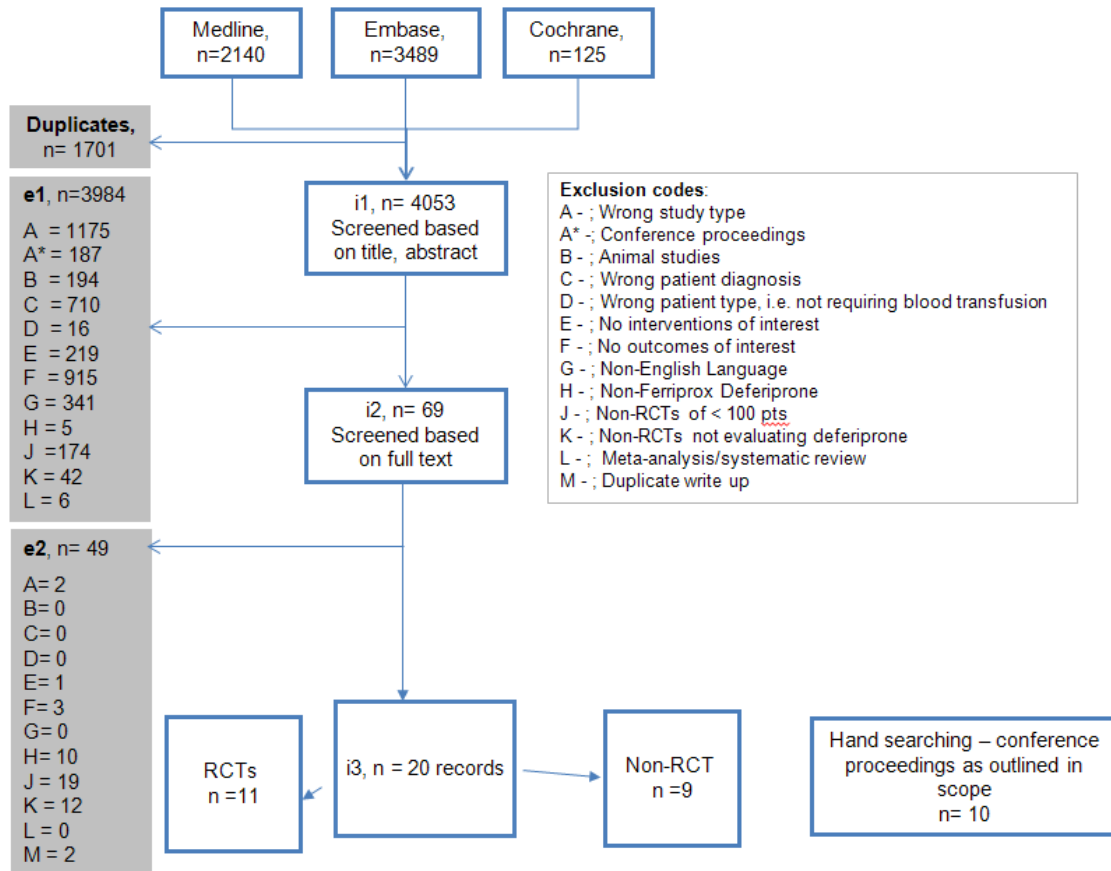 Medline,
n=2140
Embase,
n=3489
Cochrane,
n=125
Duplicates,
n= 1701
e1, n=3984
A = 1175
A* = 187
B = 194
C = 710
D = 16
E = 219
F = 915
G = 341
H = 5
J =174
K = 42
L = 6
i1, n= 4053
Screened based
on title, abstract
Exclusion codes:
A - ; Wrong study type
A* -; Conference proceedings
B - ; Animal studies
C - ; Wrong patient diagnosis
D - ; Wrong patient type, i.e. not requiring blood transfusion
E - ; No interventions of interest
F - ; No outcomes of interest
G - ; Non-English Language
H - ; Non-Ferriprox Deferiprone
J - ; Non-RCTs of < 100 pts
K - ; Non-RCTs not evaluating deferiprone
L - ; Meta-analysis/systematic review
M - ; Duplicate write up
i2, n= 69
Screened based
on full text
e2, n= 49
A= 2
B= 0
C= 0
D= 0
E= 1
F= 3
G= 0
H= 10
J= 19
K = 12
L= 0
M = 2
RCTs
n =11
i3, n = 20 records
Non-RCT
n =9
Hand searching – conference
proceedings as outlined in
scope
n= 10